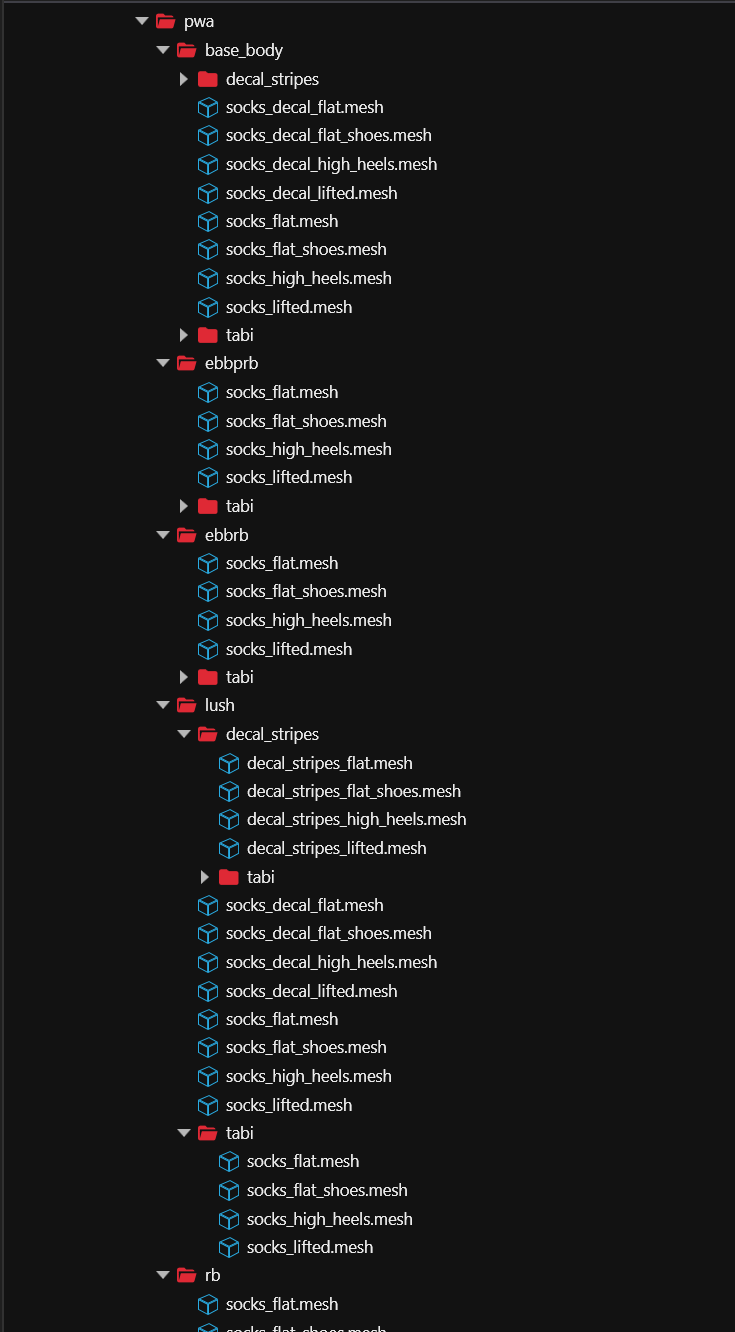 pwa
base_body
decal_stripes
socks_decal_flat.mesh
socks_decal_flat_shoes.mesh
socks_decal_high_heels.mesh
socks_decal_lifted.mesh
socks_flat.mesh
socks_flat_shoes.mesh
socks_high_heels.mesh
socks_lifted.mesh
tabi
ebbprb
socks_flat.mesh
socks_flat_shoes.mesh
socks_high_heels.mesh
socks_lifted.mesh
tabi
ebbrb
socks_flat.mesh
socks_flat_shoes.mesh
socks_high_heels.mesh
socks_lifted.mesh
tabi
lush
decal_stripes
decal_stripes_flat.mesh
decal_stripes_flat_shoes.mesh
decal_stripes_high_heels.mesh
decal_stripes_lifted.mesh
tabi
socks_decal_flat.mesh
socks_decal_flat_shoes.mesh
socks_decal_high_heels.mesh
socks_decal_lifted.mesh
socks_flat.mesh
socks_flat_shoes.mesh
socks_high_heels.mesh
socks_lifted.mesh
tabi
socks_flat.mesh
socks_flat_shoes.mesh
socks_high_heels.mesh
socks_lifted.mesh
rb
socks_flat.mesh
socks_flat_shoes.mesh